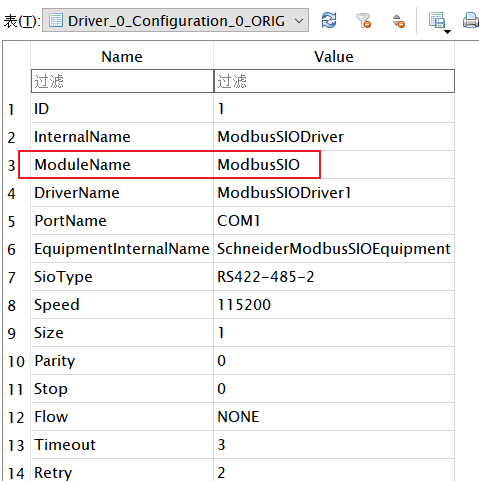 表(T): Driver_0_Configuration_0_ORIG
Name Value
过滤 过滤
1 ID 1
2 InternalName ModbusSIODriver
3 ModuleName ModbusSIO
4 DriverName ModbusSIODriver1
5 PortName COM1
6 EquipmentInternalName SchneiderModbusSIOEquipment
7 SioType RS422-485-2
8 Speed 115200
9 Size 1
10 Parity 0
11 Stop 0
12 Flow NONE
13 Timeout 3
14 Retry 2